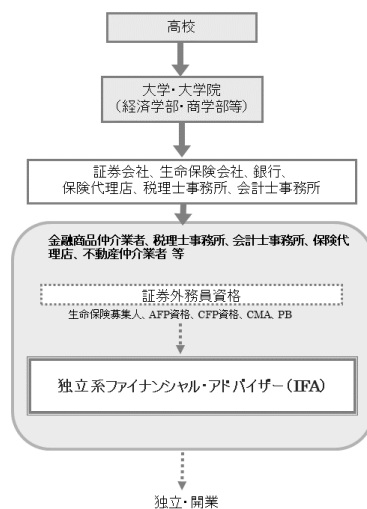 高校
大学・大学院
（経済学部・商学部等）
証券会社、生命保険会社、銀行、
保険代理店、税理士事務所、会計士事務所
金融商品仲介業者、税理士事務所、会計士事務所、保険代
理店、不動産仲介業者 等
証券外務員資格
生命保険募集人、AFP資格、CFP資格、CMA、PB
独立系ファイナンシャル・アドバイザー（IFA）
独立・開業